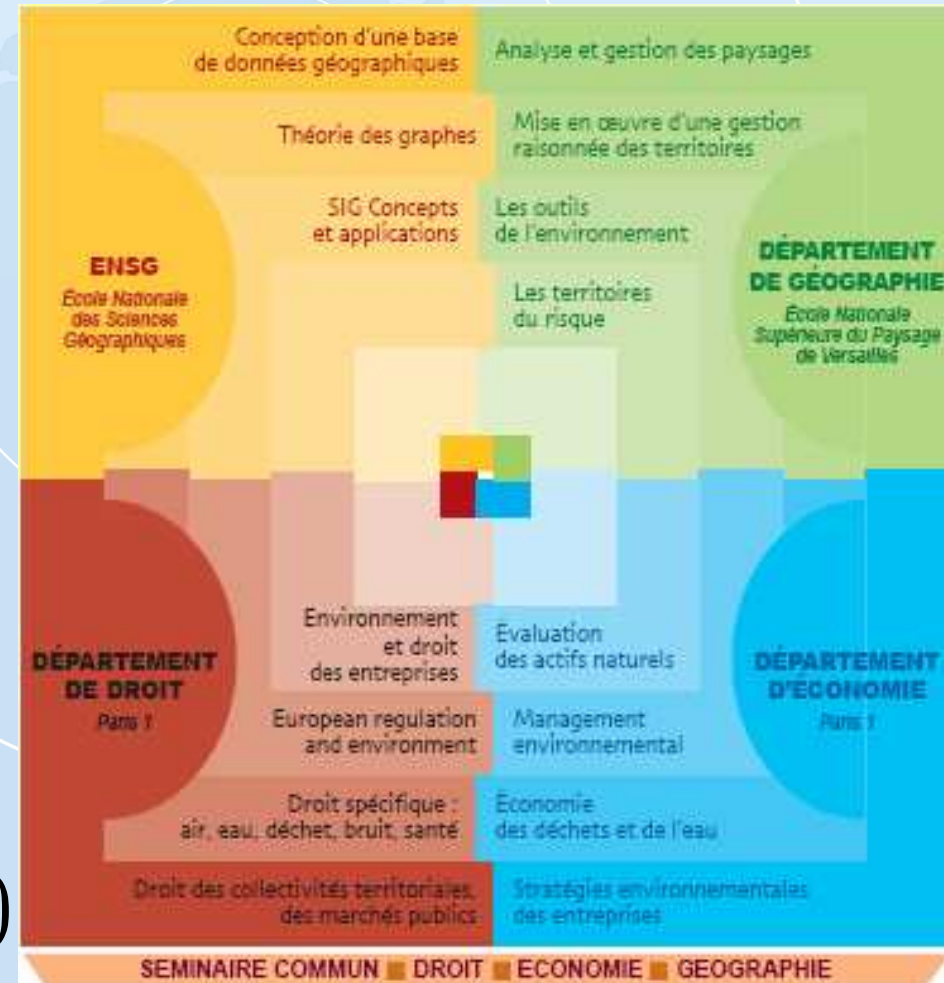 Conception d'une base
de données géographiques
Analyse et gestion des paysages
Théorie des graphes
Mise en œuvre d'une gestion
raisonnée des territoires
SIG Concepts
et applications
Les outils
de l'environnement
Les territoires
du risque
ENSG
École Nationale
des Sciences
Géographiques
DÉPARTEMENT
DE GÉOGRAPHIE
École Nationale
Supérieure du Paysage
de Versailles
Environnement
et droit
des entreprises
Evaluation
des actifs naturels
DÉPARTEMENT
DE DROIT
Paris 1
DÉPARTEMENT
D'ÉCONOMIE
Paris 1
European regulation
and environment
Management
environnemental
Droit spécifique :
air, eau, déchet, bruit, santé
Economie
des déchets et de l'eau
Droit des collectivités territoriales,
des marchés publics
Stratégies environnementales
des entreprises
)
SEMINAIRE COMMUN ■ DROIT ■ ECONOMIE ■ GEOGRAPHIE